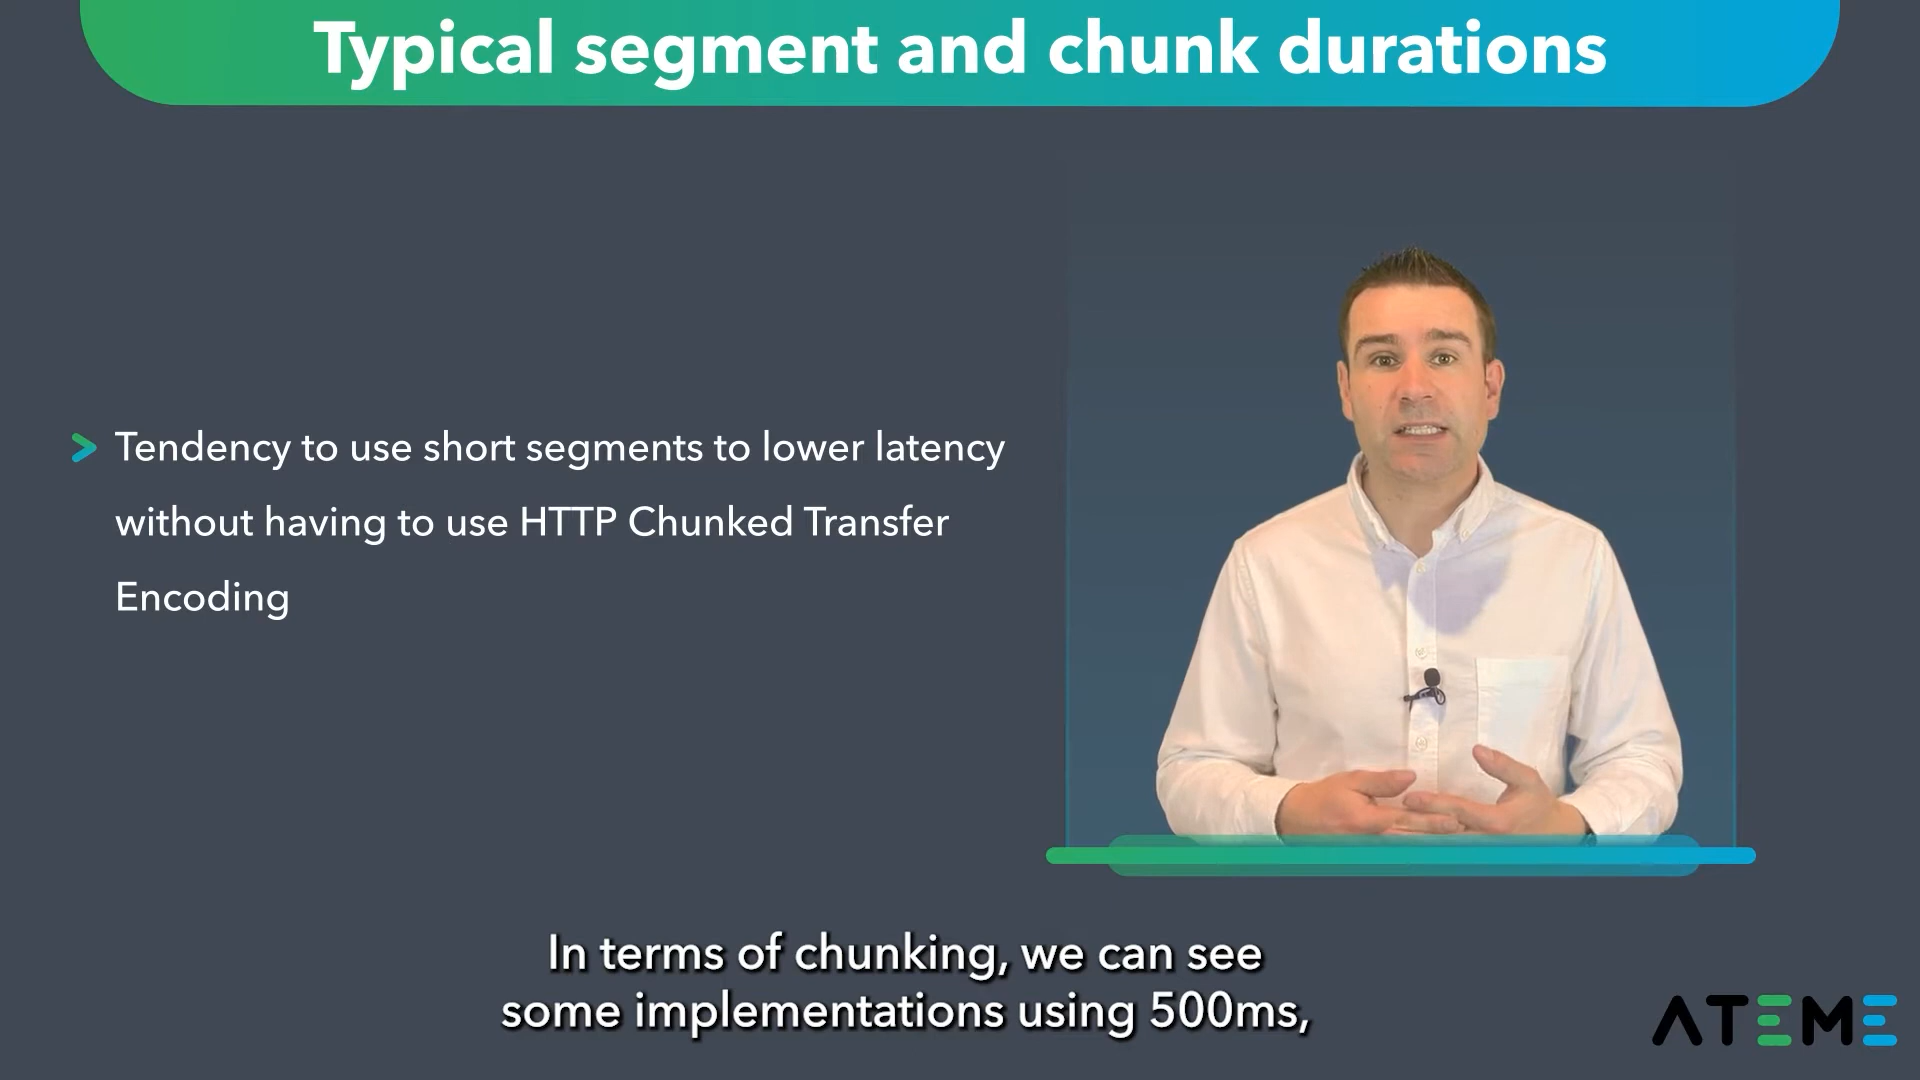 Typical segment and chunk durations
Tendency to use short segments to lower latency
without having to use HTTP Chunked Transfer
Encoding
In terms of chunking, we can see
some implementations using 500ms,
ATEME